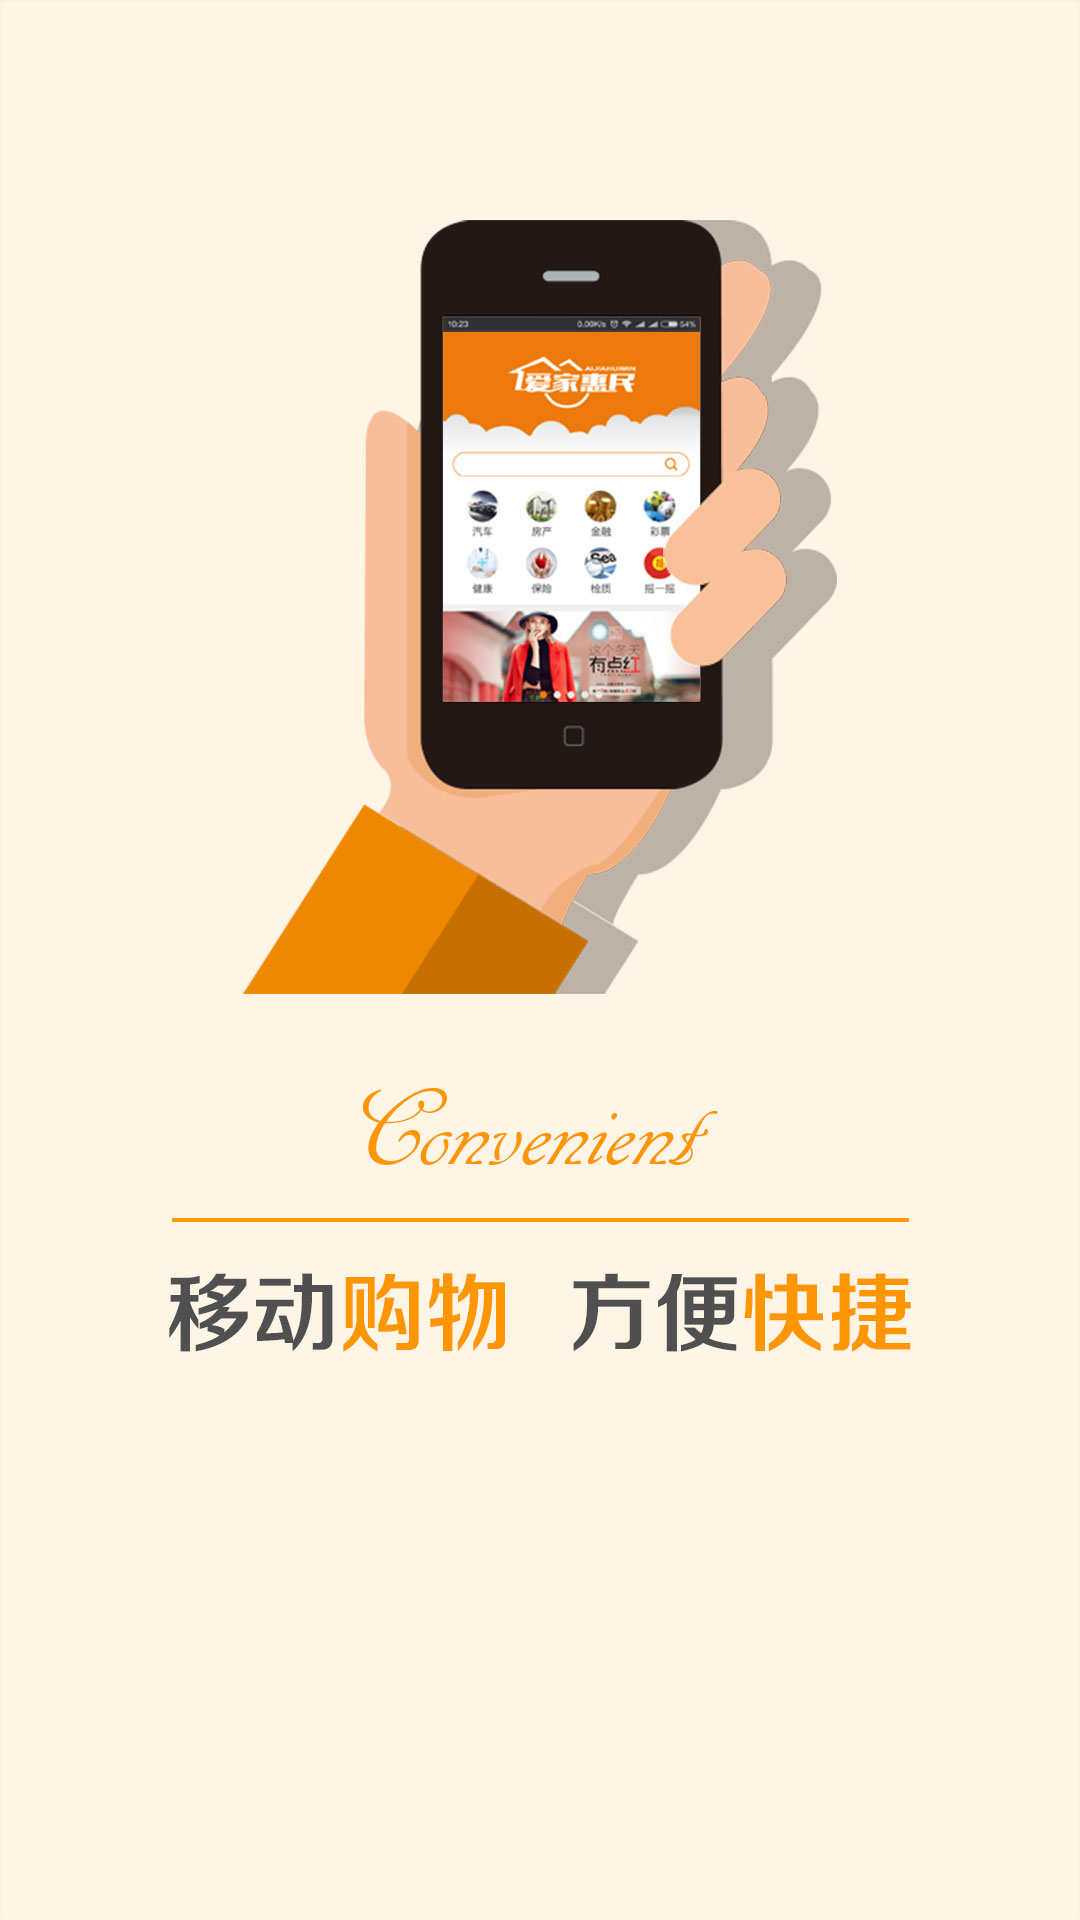 10:23 0.00K/s 54%
AIJIAHUIMIN
爱家惠民
汽车 房产 金融 彩票
健康 保险 检质 摇一摇
Sea
这个冬天
有点红
Convenient
移动购物 方便快捷